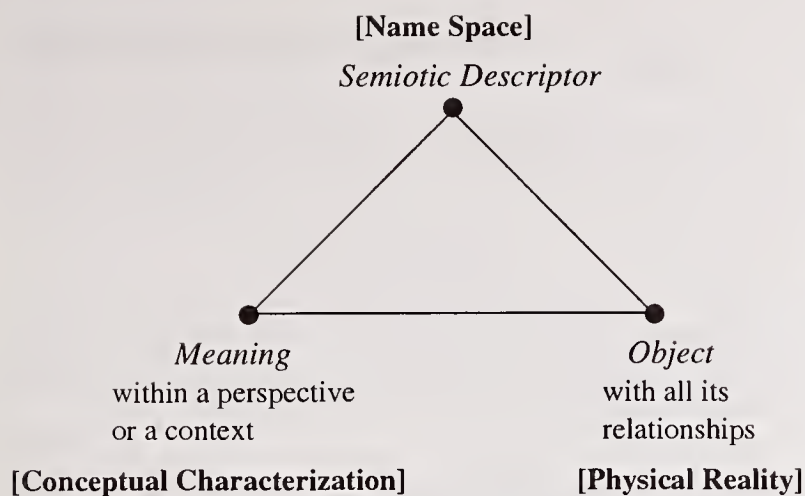 [Name Space]
Semiotic Descriptor
Meaning
within a perspective
or a context
[Conceptual Characterization]
Object
with all its
relationships
[Physical Reality]